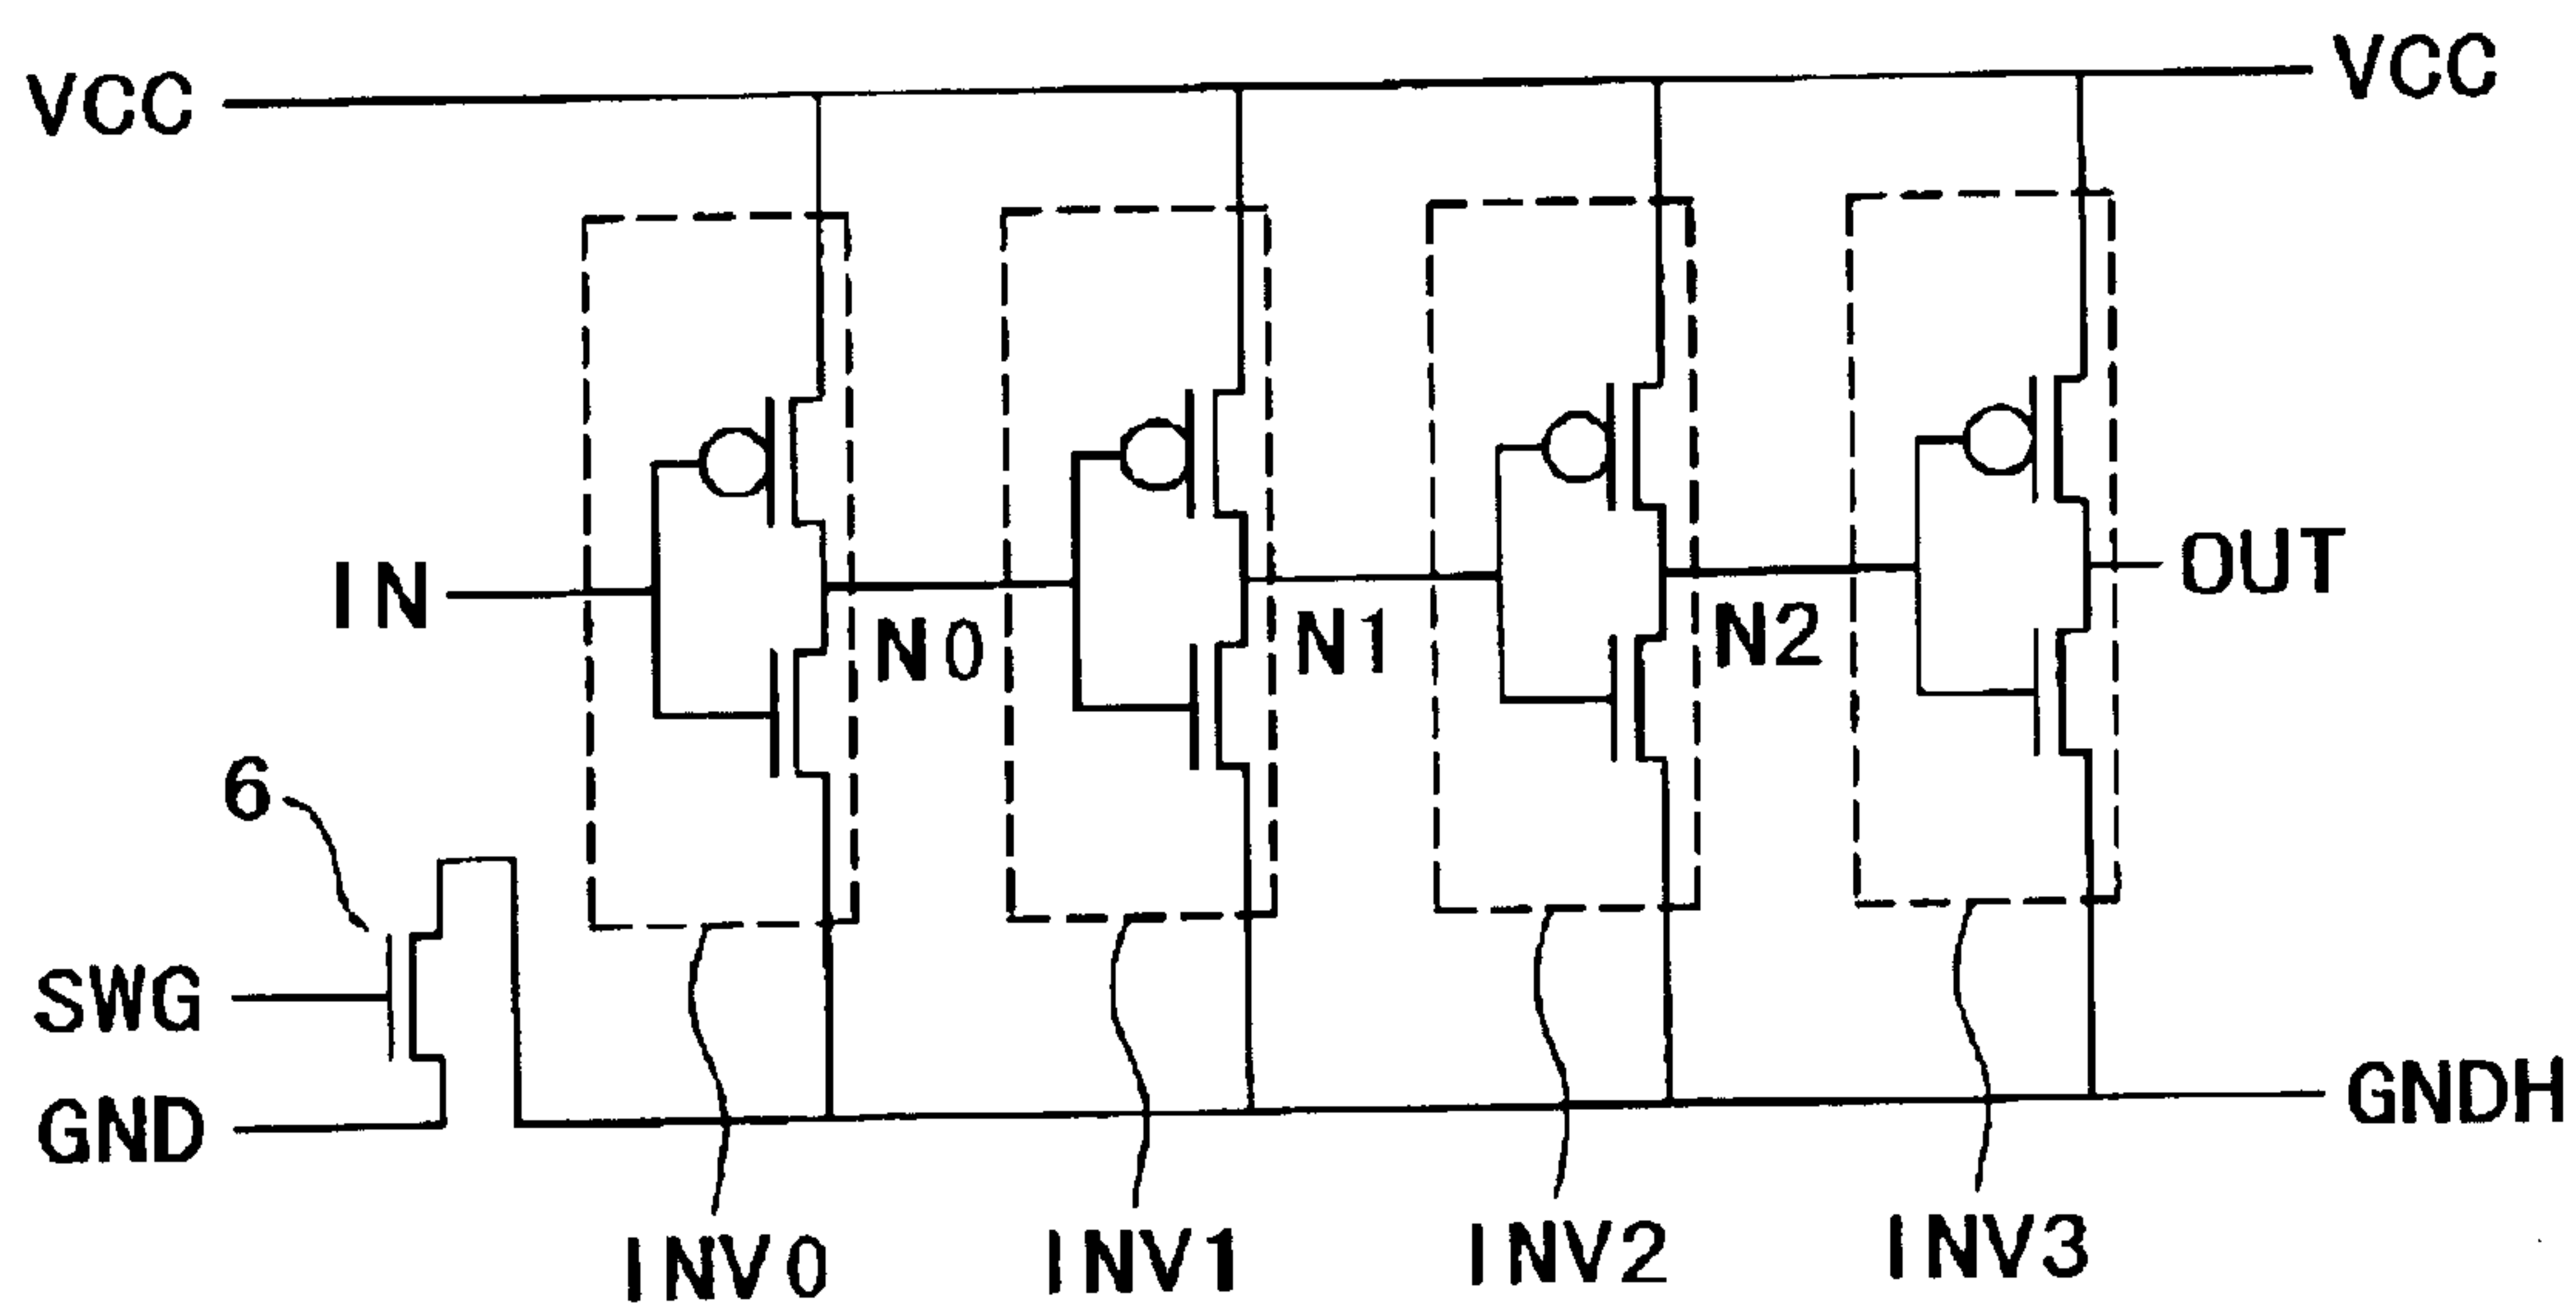 VCC
VCC
IN
N0
N1
N2
OUT
6
SWG
GND
GNDH
INV0
INV1
INV2
INV3